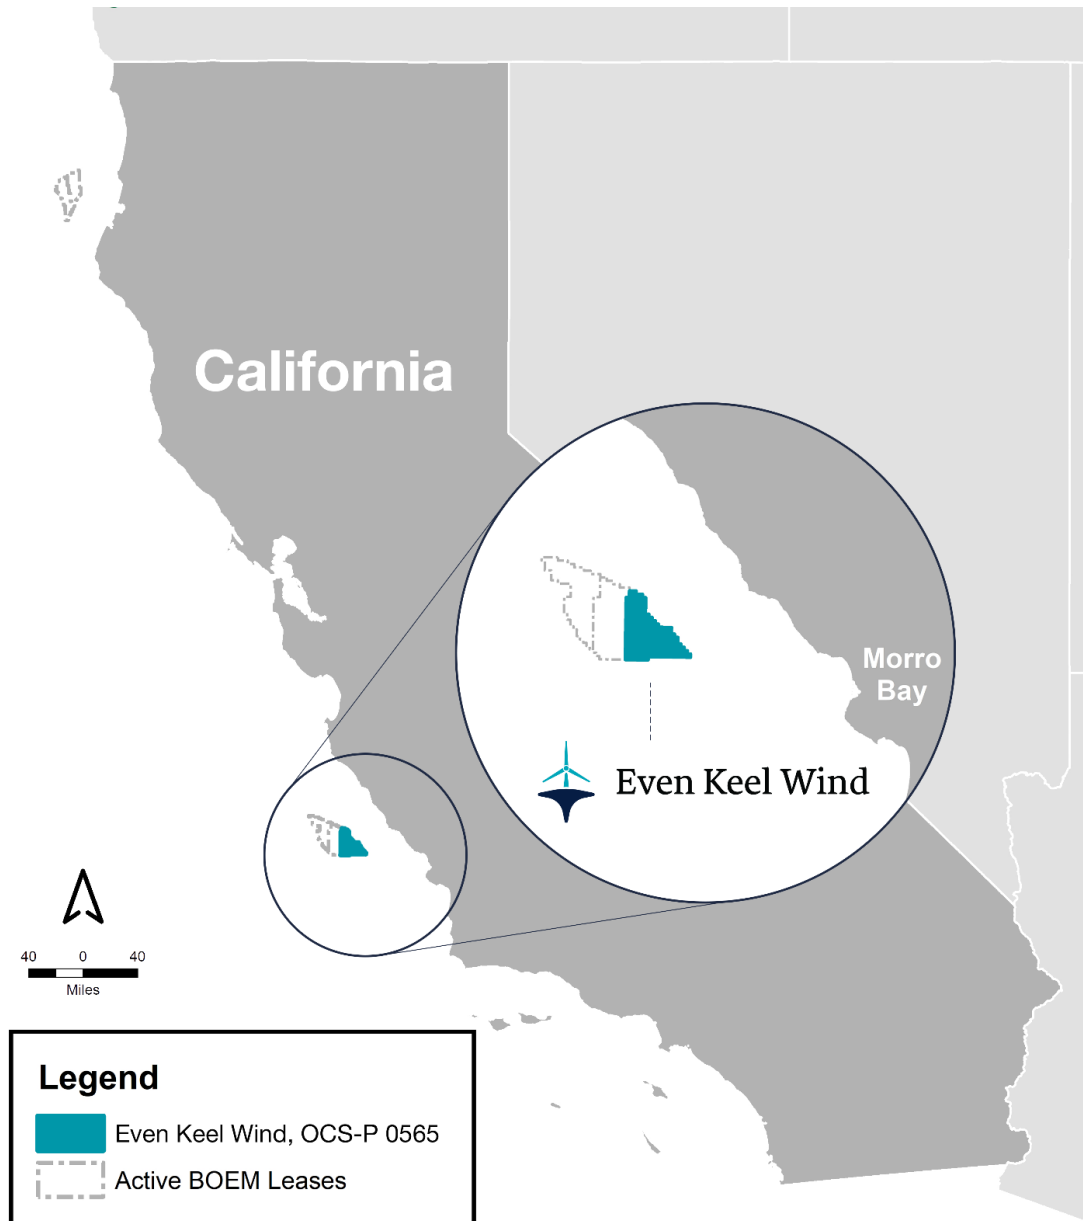 California
Morro
Bay
Even Keel Wind
40 0 40
Miles
Legend
Even Keel Wind, OCS-P 0565
Active BOEM Leases